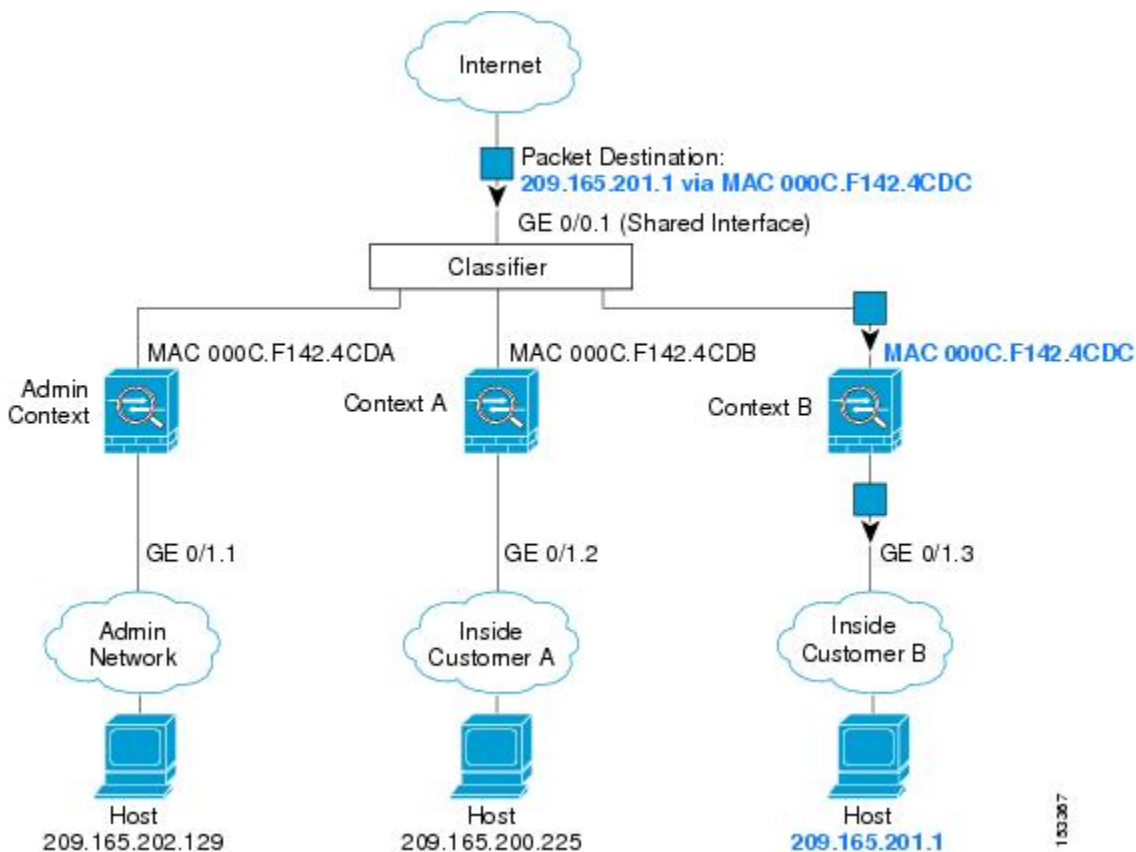 Internet
Packet Destination:
209.165.201.1 via MAC 000C.F142.4CDC
GE 0/0.1 (Shared Interface)
Classifier
MAC 000C.F142.4CDA
MAC 000C.F142.4CDB
MAC 000C.F142.4CDC
Admin
Context
Context A
Context B
GE 0/1.1
GE 0/1.2
GE 0/1.3
Admin
Network
Inside
Customer A
Inside
Customer B
Host
209.165.202.129
Host
209.165.200.225
Host
209.165.201.1
153367